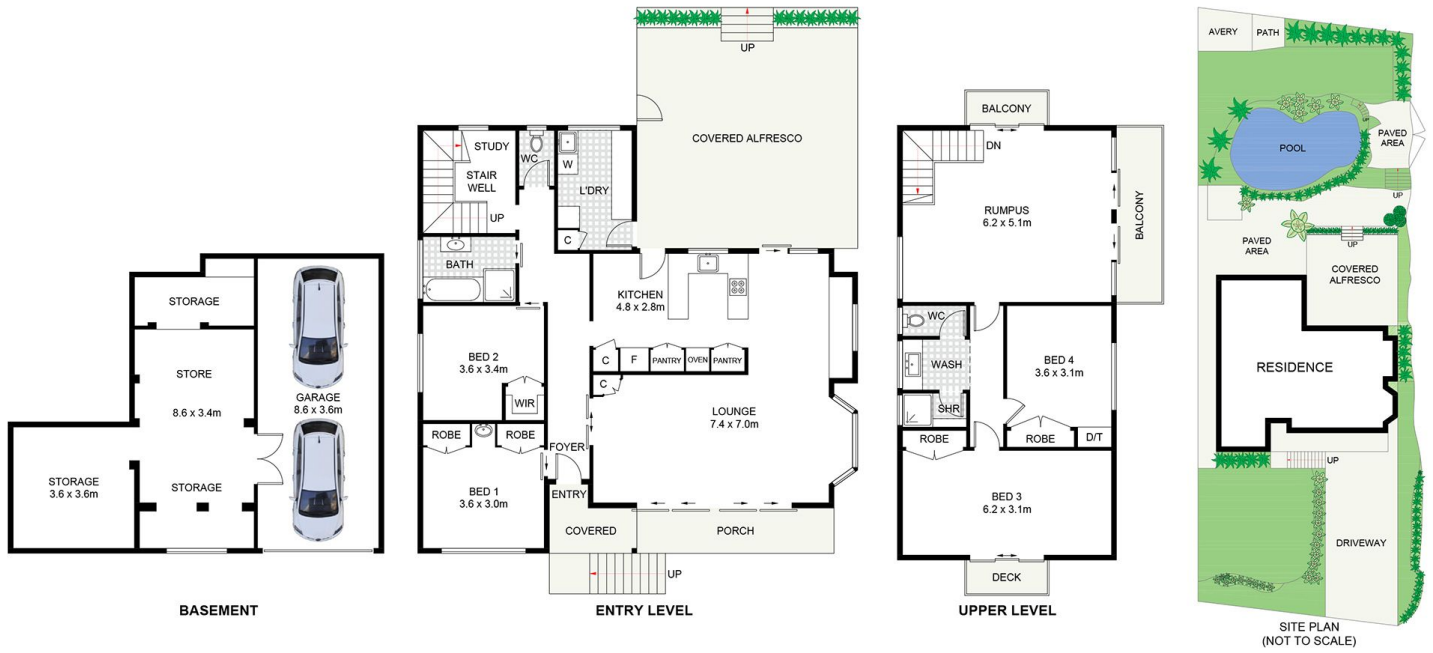 STORAGE
STORE
8.6 x 3.4m
GARAGE
8.6 x 3.6m
STORAGE
3.6 x 3.6m
STORAGE
BASEMENT
UP
COVERED ALFRESCO
STUDY
WC
STAIR
WELL
UP
W
L'DRY
C
BATH
KITCHEN
4.8 x 2.8m
BED 2
3.6 x 3.4m
WIR
C
F
PANTRY
OVEN
PANTRY
C
LOUNGE
7.4 x 7.0m
ROBE
ROBE
FOYER
BED 1
3.6 x 3.0m
ENTRY
COVERED
PORCH
UP
ENTRY LEVEL
BALCONY
DN
RUMPUS
6.2 x 5.1m
BALCONY
WC
WASH
BED 4
3.6 x 3.1m
SHR
ROBE
ROBE
D/T
BED 3
6.2 x 3.1m
DECK
UPPER LEVEL
AVERY
PATH
UP
POOL
PAVED
AREA
UP
PAVED
AREA
UP
COVERED
ALFRESCO
RESIDENCE
UP
DRIVEWAY
SITE PLAN
(NOT TO SCALE)